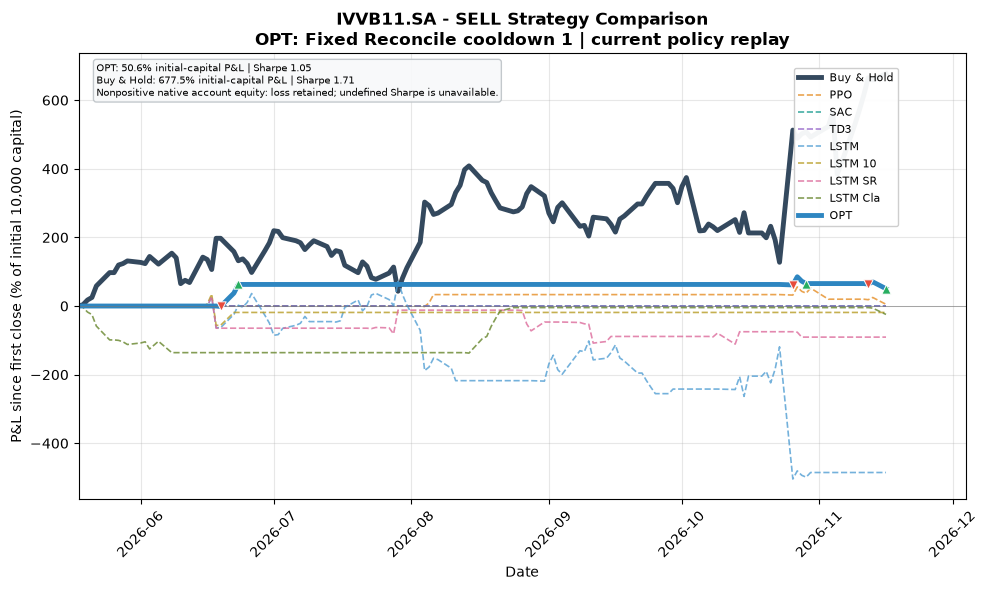 IVVB11.SA - SELL Strategy Comparison
OPT: Fixed Reconcile cooldown 1 | current policy replay
OPT: 50.6% initial-capital P&L | Sharpe 1.05
Buy & Hold: 677.5% initial-capital P&L | Sharpe 1.71
Nonpositive native account equity: loss retained; undefined Sharpe is unavailable.
Buy & Hold
PPO
SAC
TD3
LSTM
LSTM 10
LSTM SR
LSTM Cla
OPT
P&L since first close (% of initial 10,000 capital)
600
400
200
0
−200
−400
2026-06
2026-07
2026-08
2026-09
2026-10
2026-11
2026-12
Date